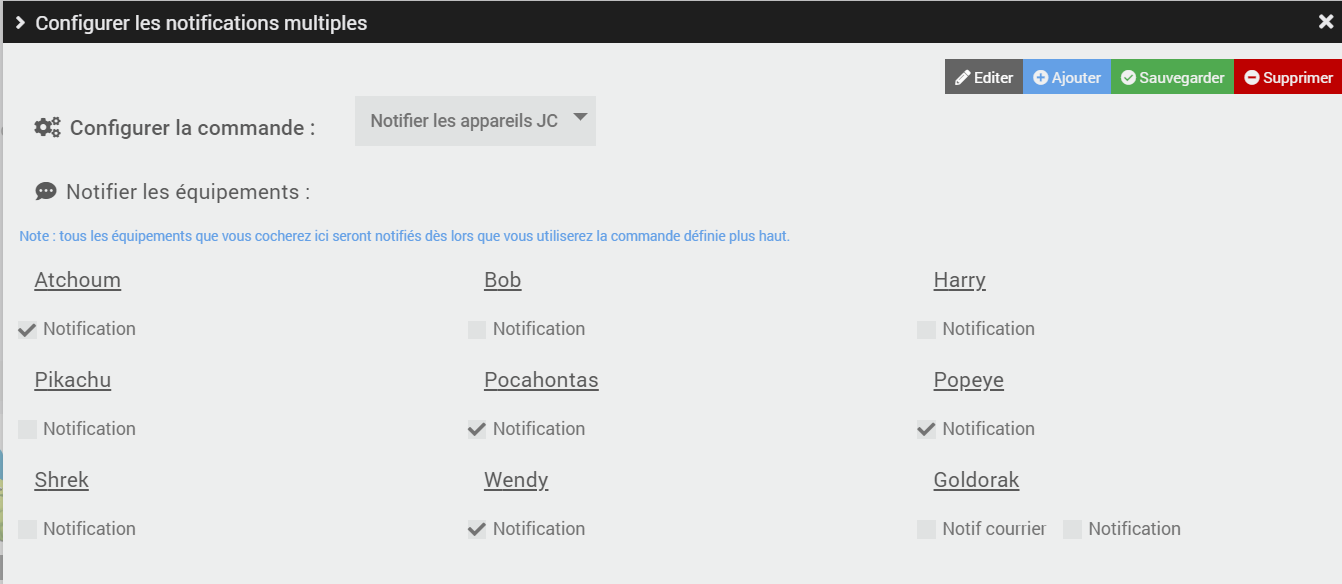 Configurer les notifications multiples
Editer Ajouter Sauvegarder Supprimer
Configurer la commande : Notifier les appareils JC
Notifier les équipements :
Note : tous les équipements que vous cocherez ici seront notifiés dès lors que vous utiliserez la commande définie plus haut.
Atchoum Bob Harry
Notification Notification Notification
Pikachu Pocahontas Popeye
Notification Notification Notification
Shrek Wendy Goldorak
Notification Notification Notif courrier Notification